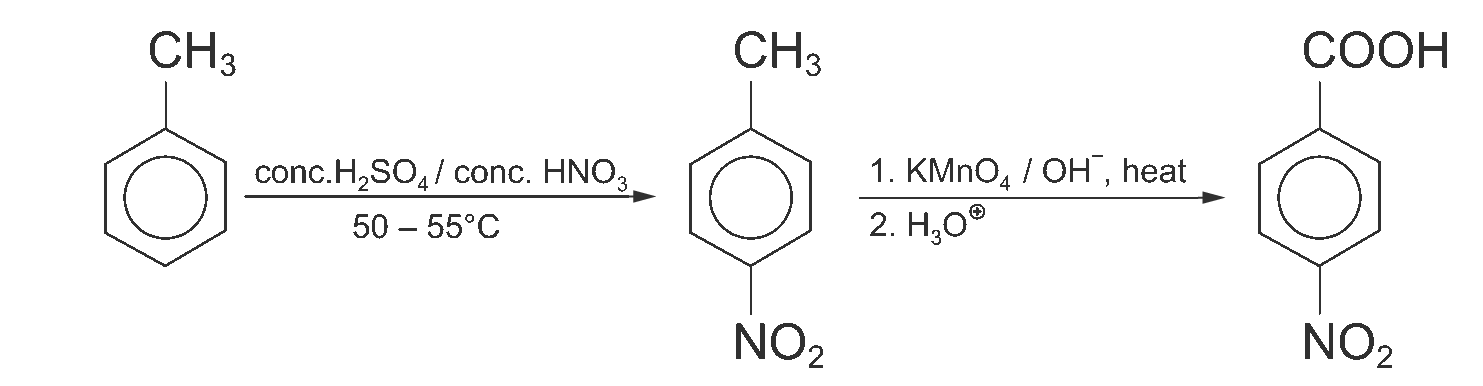 CH₃
conc.H₂SO₄ / conc. HNO₃
50 – 55°C
CH₃
NO₂
1. KMnO₄ / OH⁻, heat
2. H₃O⊕
COOH
NO₂